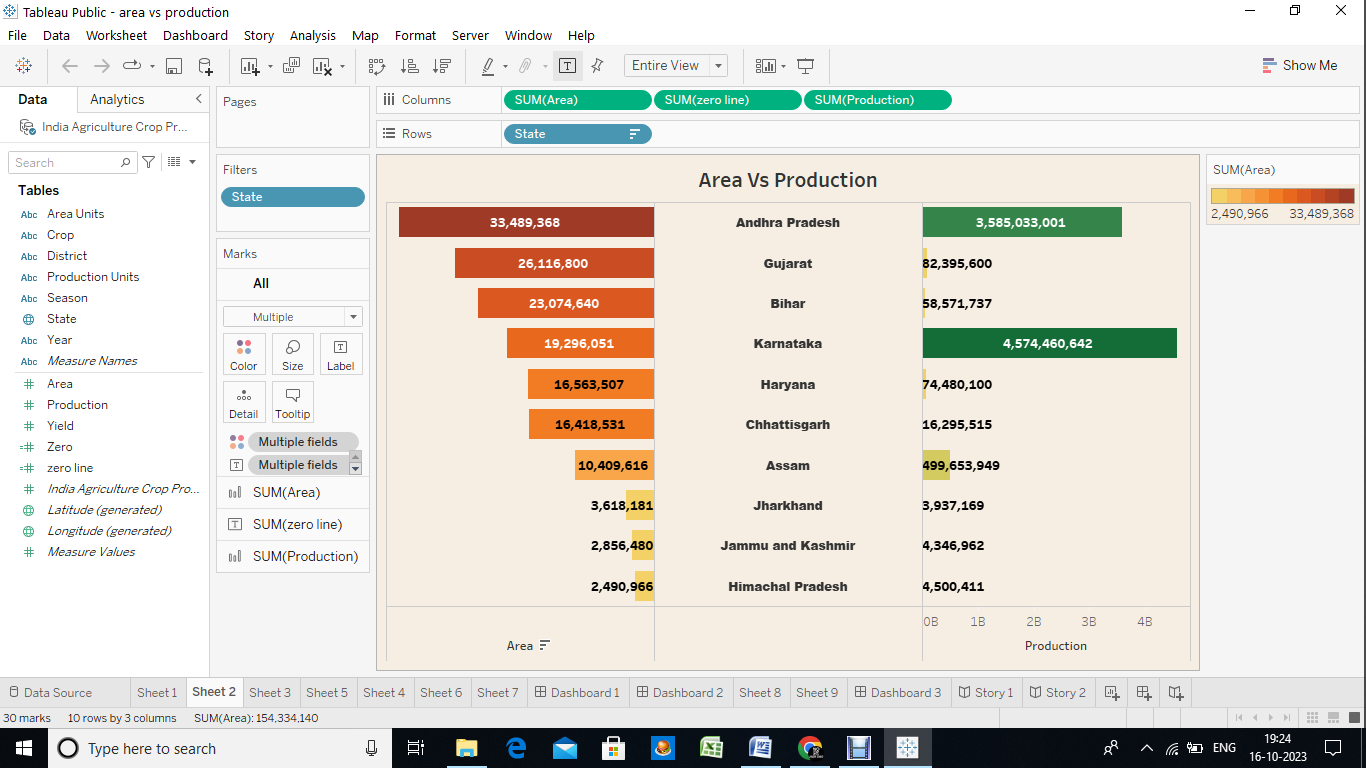 Tableau Public - area vs production
File Data Worksheet Dashboard Story Analysis Map Format Server Window Help
Entire View
Show Me
Data Analytics
India Agriculture Crop Pr...
Search
Tables
Abc Area Units
Abc Crop
Abc District
Abc Production Units
Abc Season
State
Abc Year
Abc Measure Names
# Area
# Production
# Yield
=# Zero
=# zero line
# India Agriculture Crop Pro...
Latitude (generated)
Longitude (generated)
# Measure Values
Pages
Filters
State
Marks
All
Multiple
Color Size Label
Detail Tooltip
Multiple fields
Multiple fields
SUM(Area)
SUM(zero line)
SUM(Production)
Columns SUM(Area) SUM(zero line) SUM(Production)
Rows State
Area Vs Production
33,489,368 Andhra Pradesh 3,585,033,001
26,116,800 Gujarat 82,395,600
23,074,640 Bihar 58,571,737
19,296,051 Karnataka 4,574,460,642
16,563,507 Haryana 74,480,100
16,418,531 Chhattisgarh 16,295,515
10,409,616 Assam 499,653,949
3,618,181 Jharkhand 3,937,169
2,856,480 Jammu and Kashmir 4,346,962
2,490,966 Himachal Pradesh 4,500,411
0B 1B 2B 3B 4B
Area Production
SUM(Area)
2,490,966 33,489,368
Data Source Sheet 1 Sheet 2 Sheet 3 Sheet 5 Sheet 4 Sheet 6 Sheet 7 Dashboard 1 Dashboard 2 Sheet 8 Sheet 9 Dashboard 3 Story 1 Story 2
30 marks 10 rows by 3 columns SUM(Area): 154,334,140
Type here to search
ENG
19:24
16-10-2023